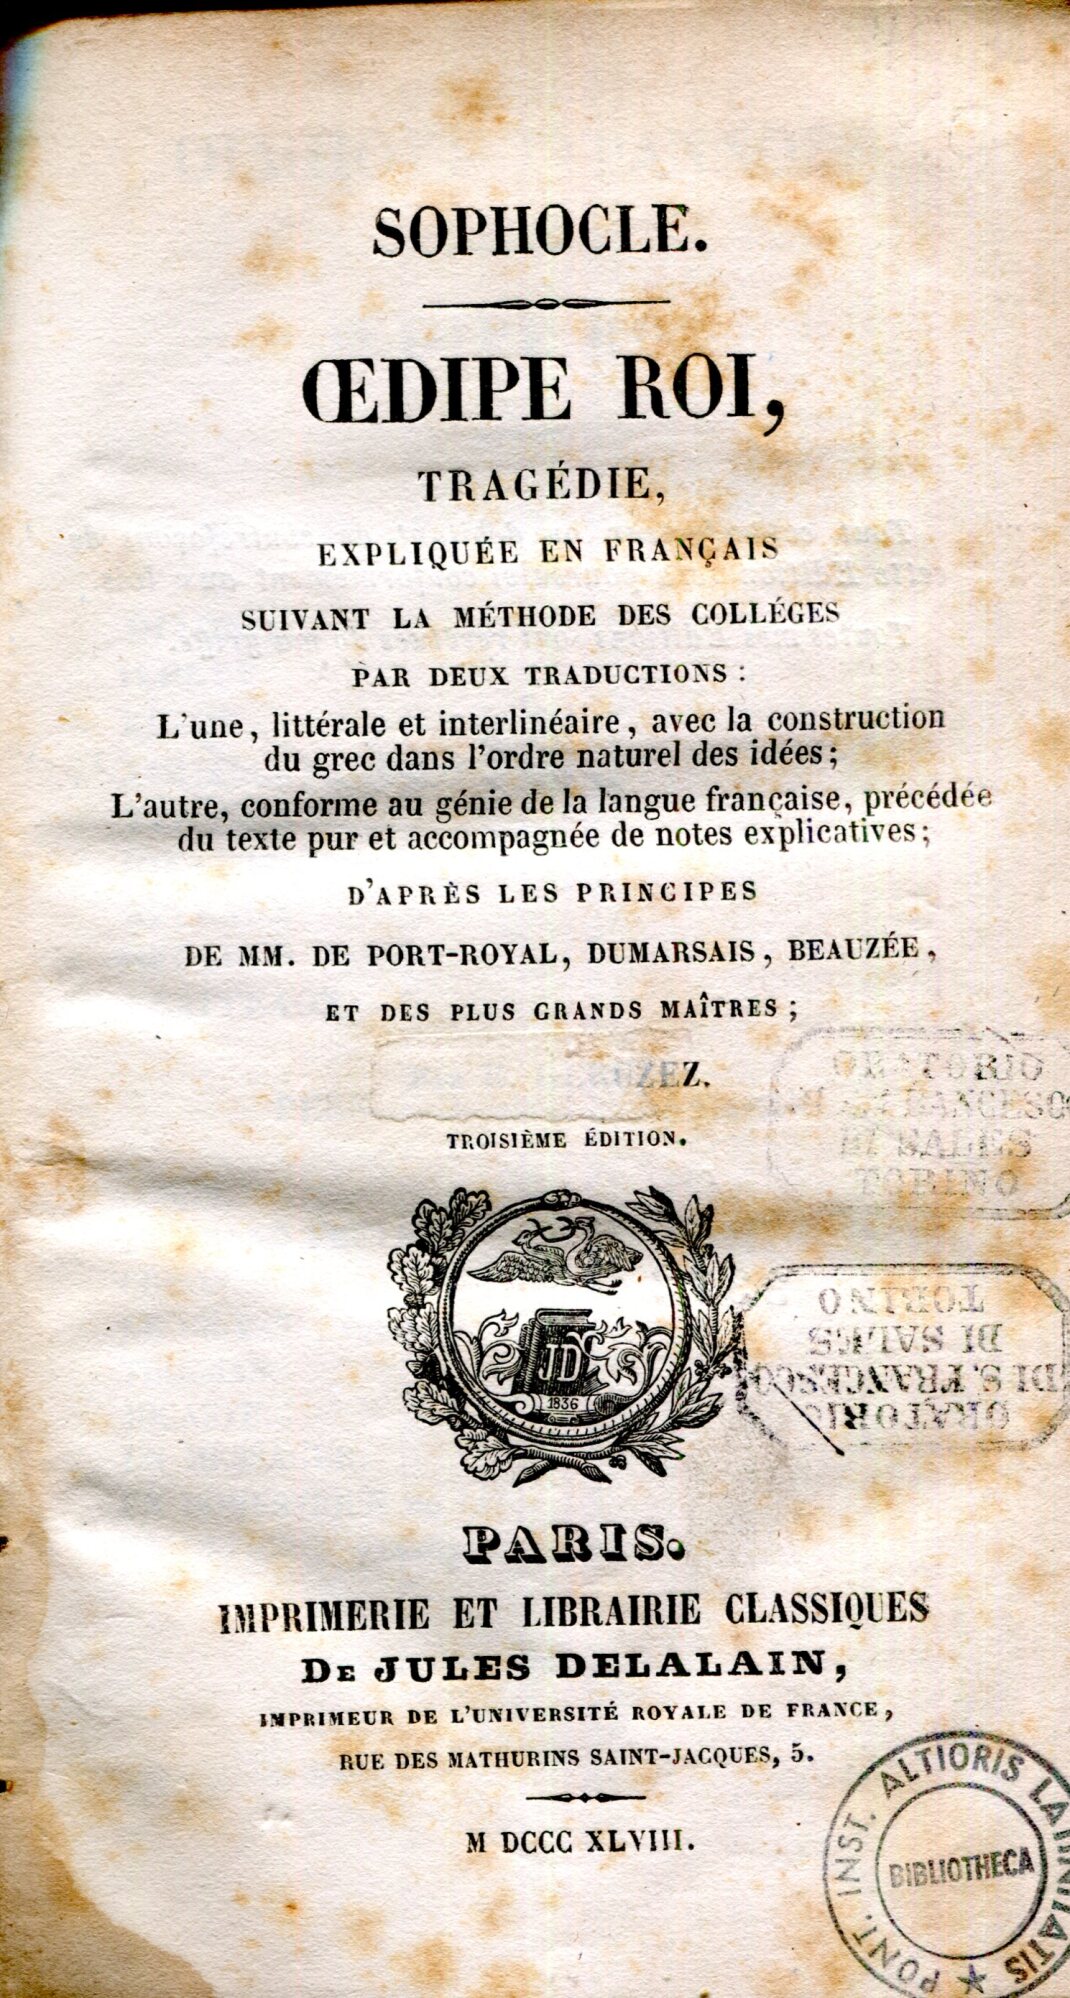 SOPHOCLE.
ŒDIPE ROI,
TRAGÉDIE,
EXPLIQUÉE EN FRANÇAIS
SUIVANT LA MÉTHODE DES COLLÉGES
PAR DEUX TRADUCTIONS :
L'une, littérale et interlinéaire, avec la construction
du grec dans l'ordre naturel des idées;
L'autre, conforme au génie de la langue française, précédée
du texte pur et accompagnée de notes explicatives;
D'APRÈS LES PRINCIPES
DE MM. DE PORT-ROYAL, DUMARSAIS, BEAUZÉE,
ET DES PLUS GRANDS MAÎTRES;
TROISIÈME ÉDITION.
ORATORIO
DI S. FRANCESCO
DI SALES
TORINO
JD
1836
ORATORIO
DI S. FRANCESCO
DI SALES
TORINO
PARIS.
IMPRIMERIE ET LIBRAIRIE CLASSIQUES
DE JULES DELALAIN,
IMPRIMEUR DE L'UNIVERSITÉ ROYALE DE FRANCE,
RUE DES MATHURINS SAINT-JACQUES, 5.
M DCCC XLVIII.
PONT. INST. ALTIORIS LATINITATIS
BIBLIOTHECA